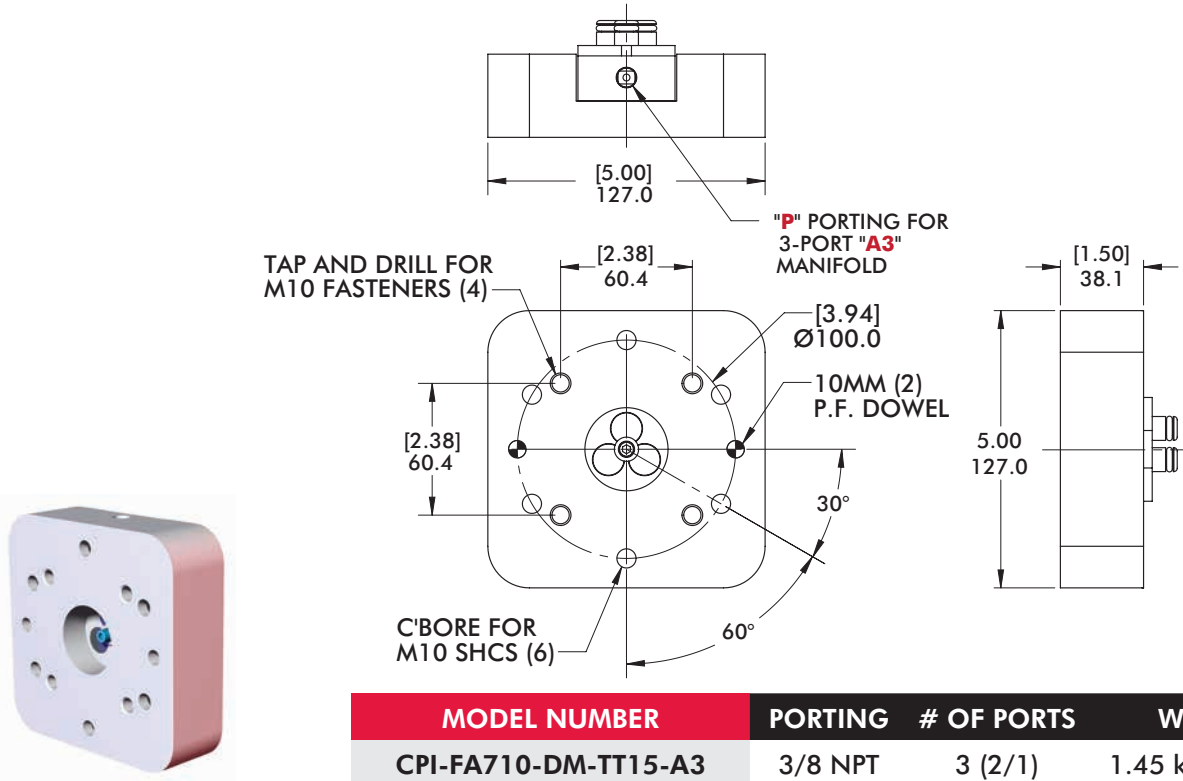 [5.00]
127.0
"P" PORTING FOR
3-PORT "A3"
MANIFOLD
TAP AND DRILL FOR
M10 FASTENERS (4)
[2.38]
60.4
[1.50]
38.1
[3.94]
Ø100.0
10MM (2)
P.F. DOWEL
[2.38]
60.4
5.00
127.0
30°
60°
C'BORE FOR
M10 SHCS (6)
MODEL NUMBER PORTING # OF PORTS W
CPI-FA710-DM-TT15-A3 3/8 NPT 3 (2/1) 1.45 k